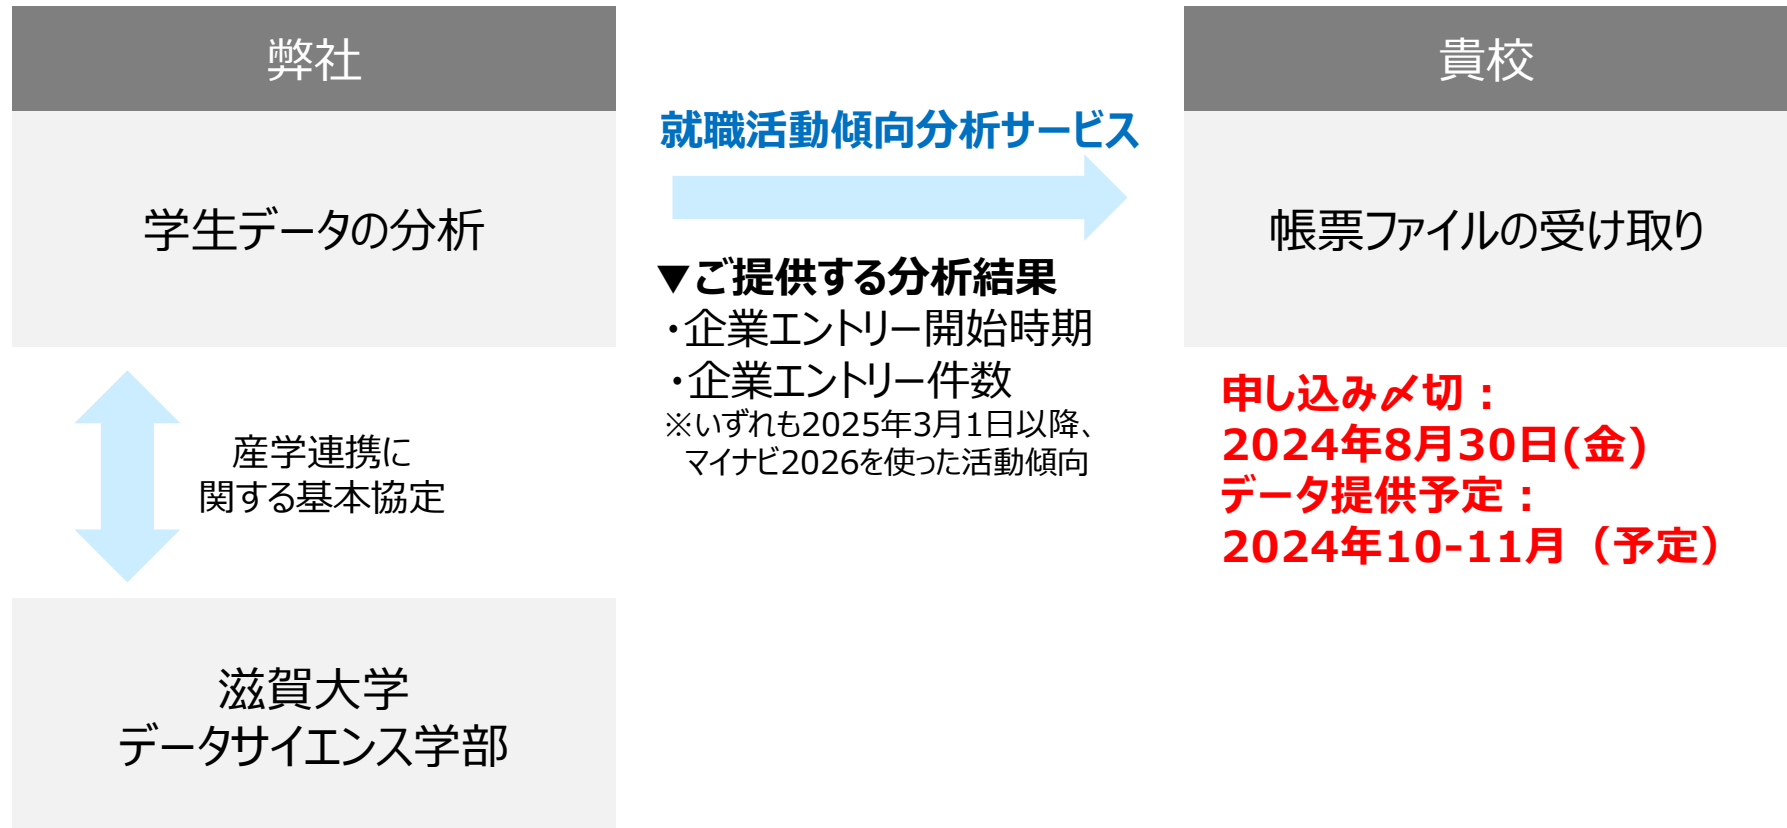 弊社
学生データの分析
産学連携に
関する基本協定
滋賀大学
データサイエンス学部
就職活動傾向分析サービス
▼ご提供する分析結果
・企業エントリー開始時期
・企業エントリー件数
※いずれも2025年3月1日以降、
マイナビ2026を使った活動傾向
貴校
帳票ファイルの受け取り
申し込み〆切：
2024年8月30日(金)
データ提供予定：
2024年10-11月（予定）